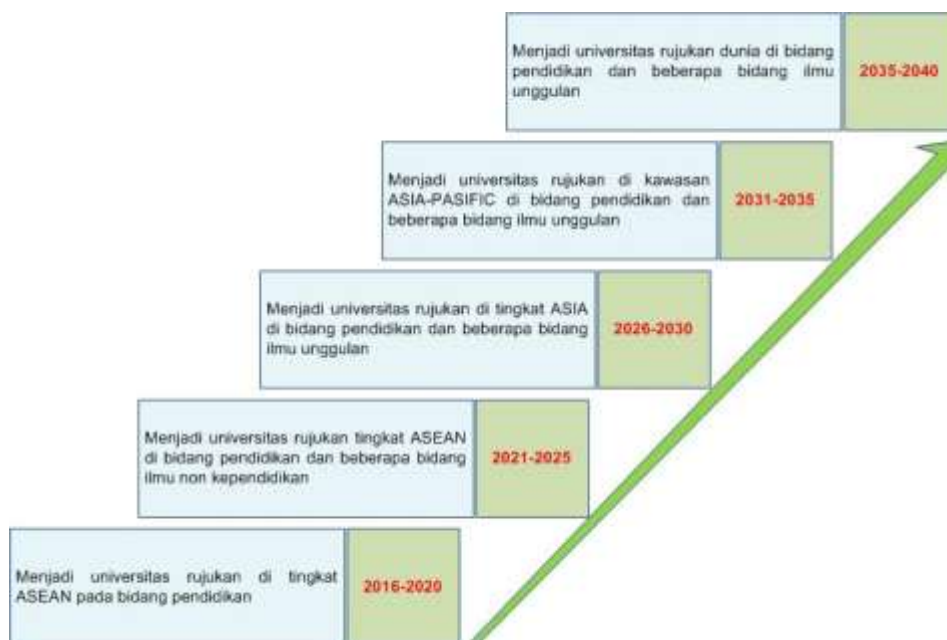 Menjadi universitas rujukan dunia di bidang
pendidikan dan beberapa bidang ilmu
unggulan
2035-2040
Menjadi universitas rujukan di kawasan
ASIA-PASIFIC di bidang pendidikan dan
beberapa bidang ilmu unggulan
2031-2035
Menjadi universitas rujukan di tingkat ASIA
di bidang pendidikan dan beberapa bidang
ilmu unggulan
2026-2030
Menjadi universitas rujukan tingkat ASEAN
di bidang pendidikan dan beberapa bidang
ilmu non kependidikan
2021-2025
Menjadi universitas rujukan di tingkat
ASEAN pada bidang pendidikan
2016-2020